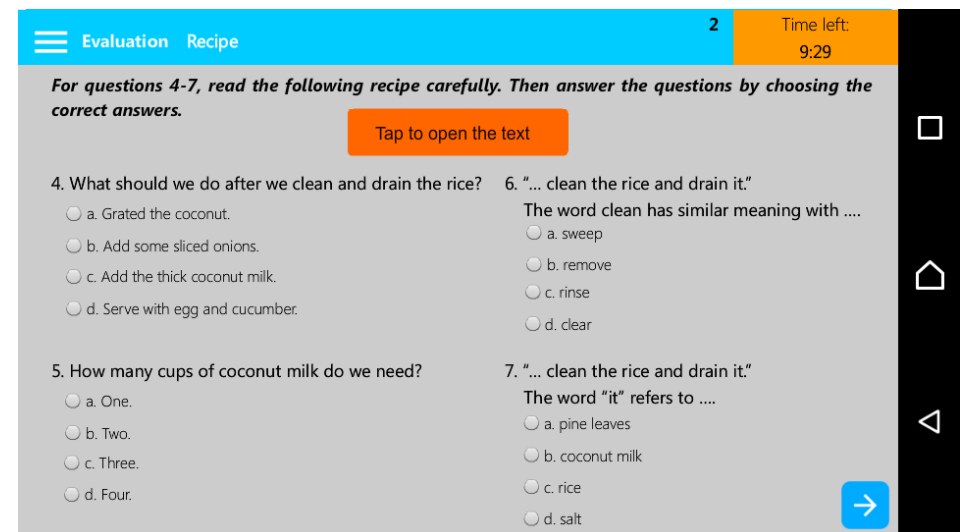 Evaluation Recipe
2
Time left:
9:29
For questions 4-7, read the following recipe carefully. Then answer the questions by choosing the
correct answers.
Tap to open the text
4. What should we do after we clean and drain the rice?
a. Grated the coconut.
b. Add some sliced onions.
c. Add the thick coconut milk.
d. Serve with egg and cucumber.
5. How many cups of coconut milk do we need?
a. One.
b. Two.
c. Three.
d. Four.
6. "... clean the rice and drain it."
The word clean has similar meaning with ....
a. sweep
b. remove
c. rinse
d. clear
7. "... clean the rice and drain it."
The word "it" refers to ....
a. pine leaves
b. coconut milk
c. rice
d. salt